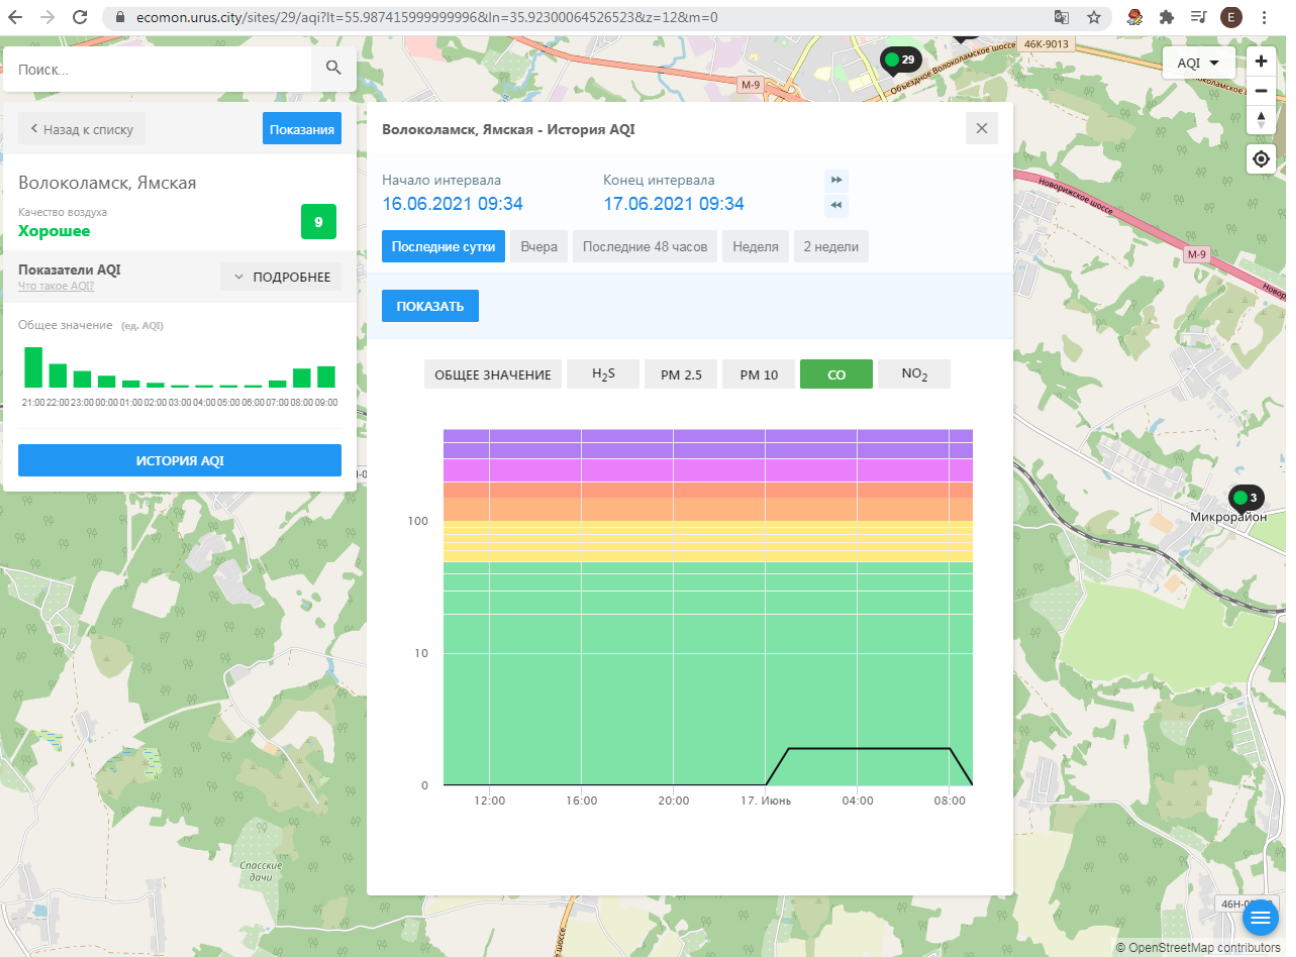 ecomon.urus.city/sites/29/aqi?lt=55.987415999999996&ln=35.92300064526523&z=12&m=0
E
46К-9013
Объездное Волоколамское шоссе
29
М-9
AQI
Поиск...
Назад к списку
Показания
Волоколамск, Ямская
Качество воздуха
Хорошее
9
Показатели AQI
Что такое AQI?
ПОДРОБНЕЕ
Общее значение (ед. AQI)
21:00 22:00 23:00 00:00 01:00 02:00 03:00 04:00 05:00 06:00 07:00 08:00 09:00
ИСТОРИЯ AQI
Волоколамск, Ямская - История AQI
Начало интервала
Конец интервала
16.06.2021 09:34
17.06.2021 09:34
Последние сутки
Вчера
Последние 48 часов
Неделя
2 недели
ПОКАЗАТЬ
ОБЩЕЕ ЗНАЧЕНИЕ
H2S
PM 2.5
PM 10
CO
NO2
100
10
0
12:00
16:00
20:00
17. Июнь
04:00
08:00
Новорижское шоссе
М-9
3
Микрорайон
Спасские
дачи
© OpenStreetMap contributors